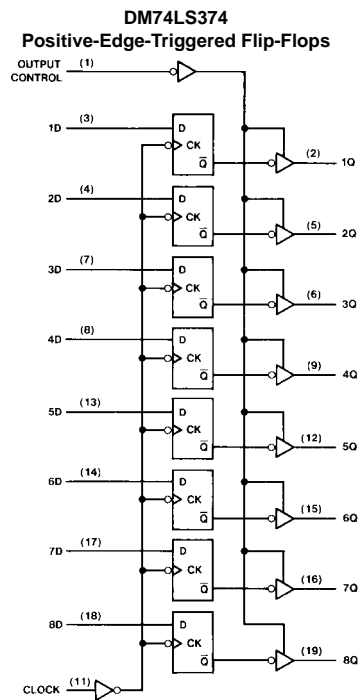 DM74LS374
Positive-Edge-Triggered Flip-Flops
OUTPUT CONTROL (1)
1D (3) D CK Q̅ (2) 1Q
2D (4) D CK Q̅ (5) 2Q
3D (7) D CK Q̅ (6) 3Q
4D (8) D CK Q̅ (9) 4Q
5D (13) D CK Q̅ (12) 5Q
6D (14) D CK Q̅ (15) 6Q
7D (17) D CK Q̅ (16) 7Q
8D (18) D CK Q̅ (19) 8Q
CLOCK (11)